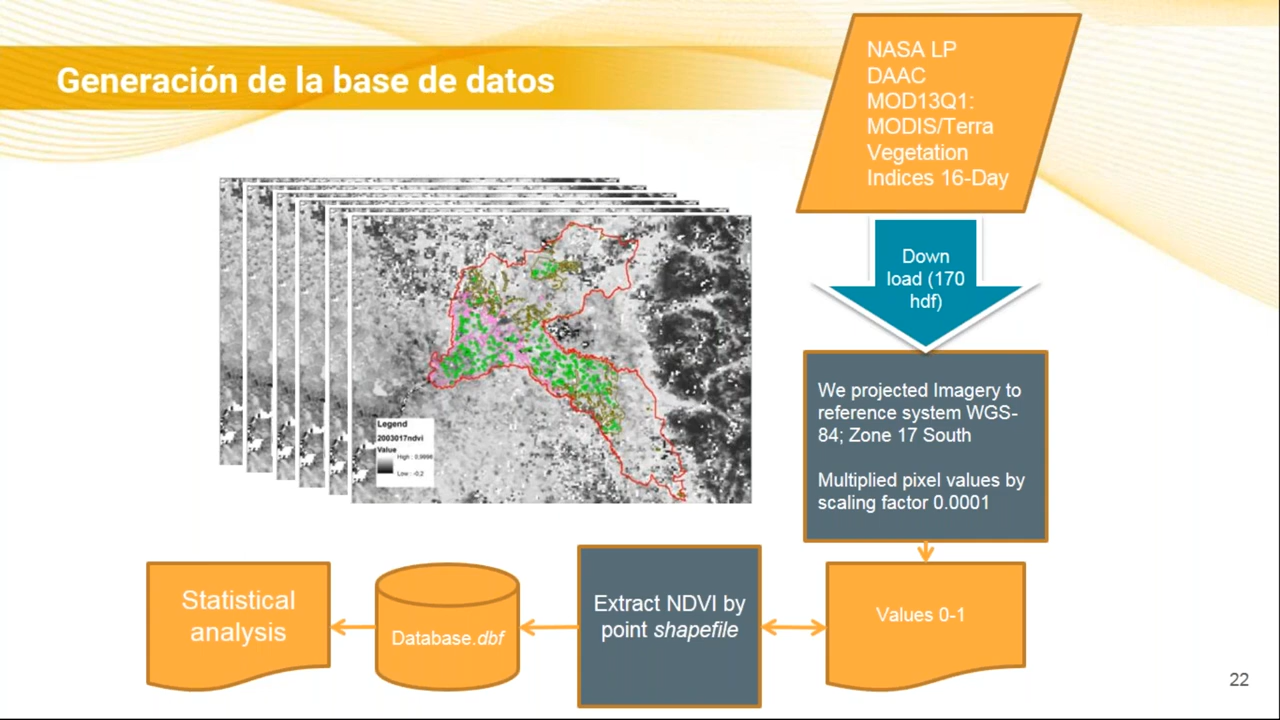 Generación de la base de datos
NASA LP
DAAC
MOD13Q1:
MODIS/Terra
Vegetation
Indices 16-Day
Down
load (170
hdf)
We projected Imagery to
reference system WGS-
84; Zone 17 South
Multiplied pixel values by
scaling factor 0.0001
Legend
2003017ndvi
Value
High : 0,9998
Low : -0,2
Statistical
analysis
Database.dbf
Extract NDVI by
point shapefile
Values 0-1
22